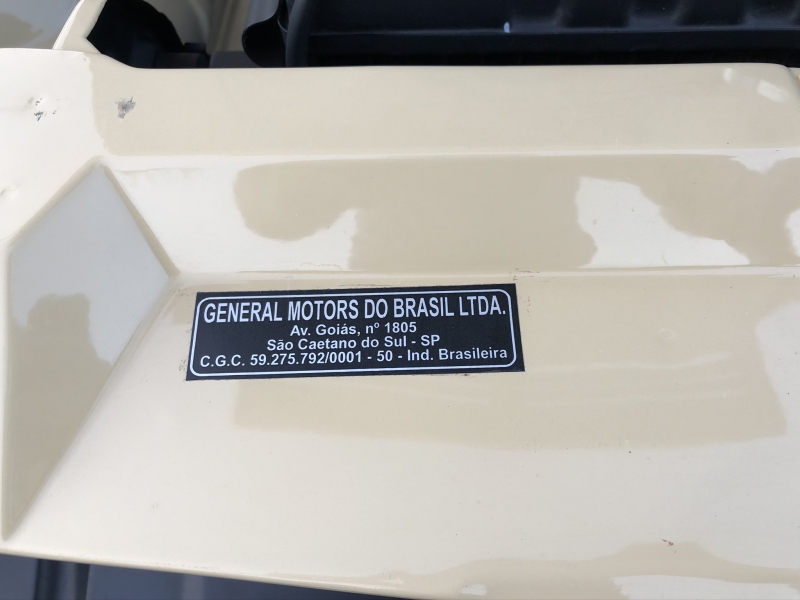 GENERAL MOTORS DO BRASIL LTDA.
Av. Goiás, nº 1805
São Caetano do Sul - SP
C.G.C. 59.275.792/0001 - 50 - Ind. Brasileira